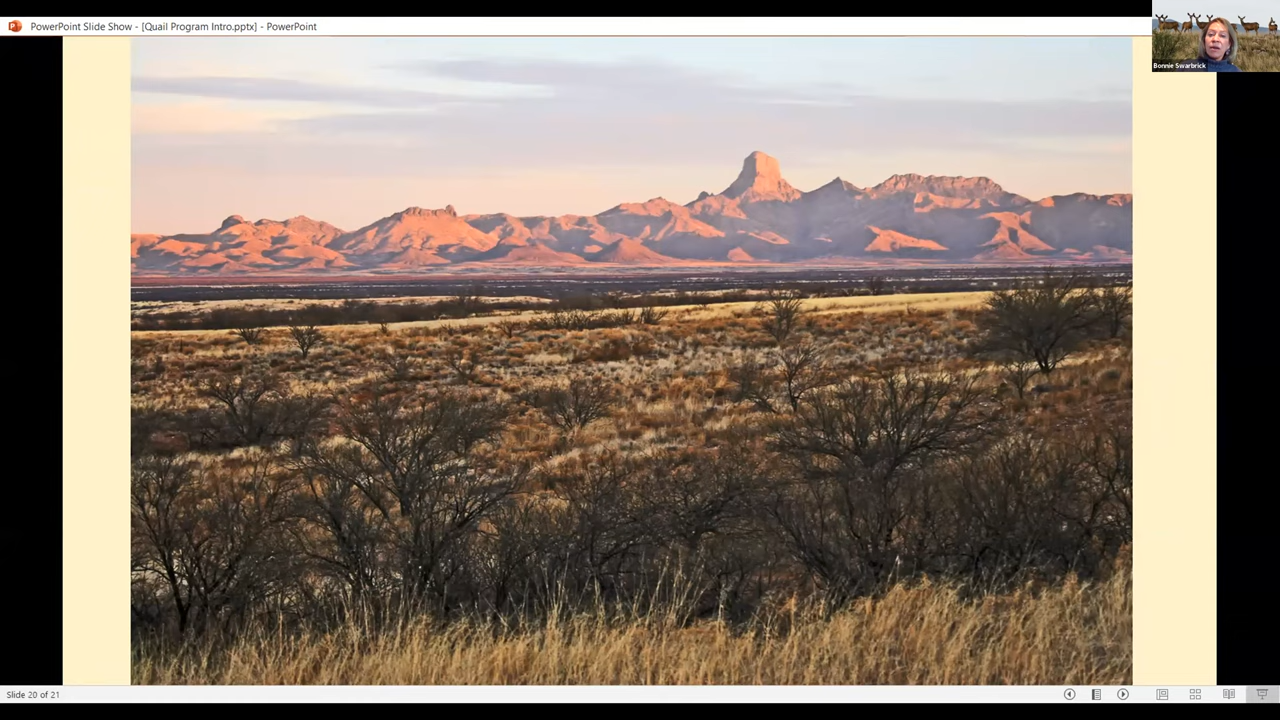 PowerPoint Slide Show - [Quail Program Intro.pptx] - PowerPoint
Bonnie Swarbrick
Slide 20 of 21